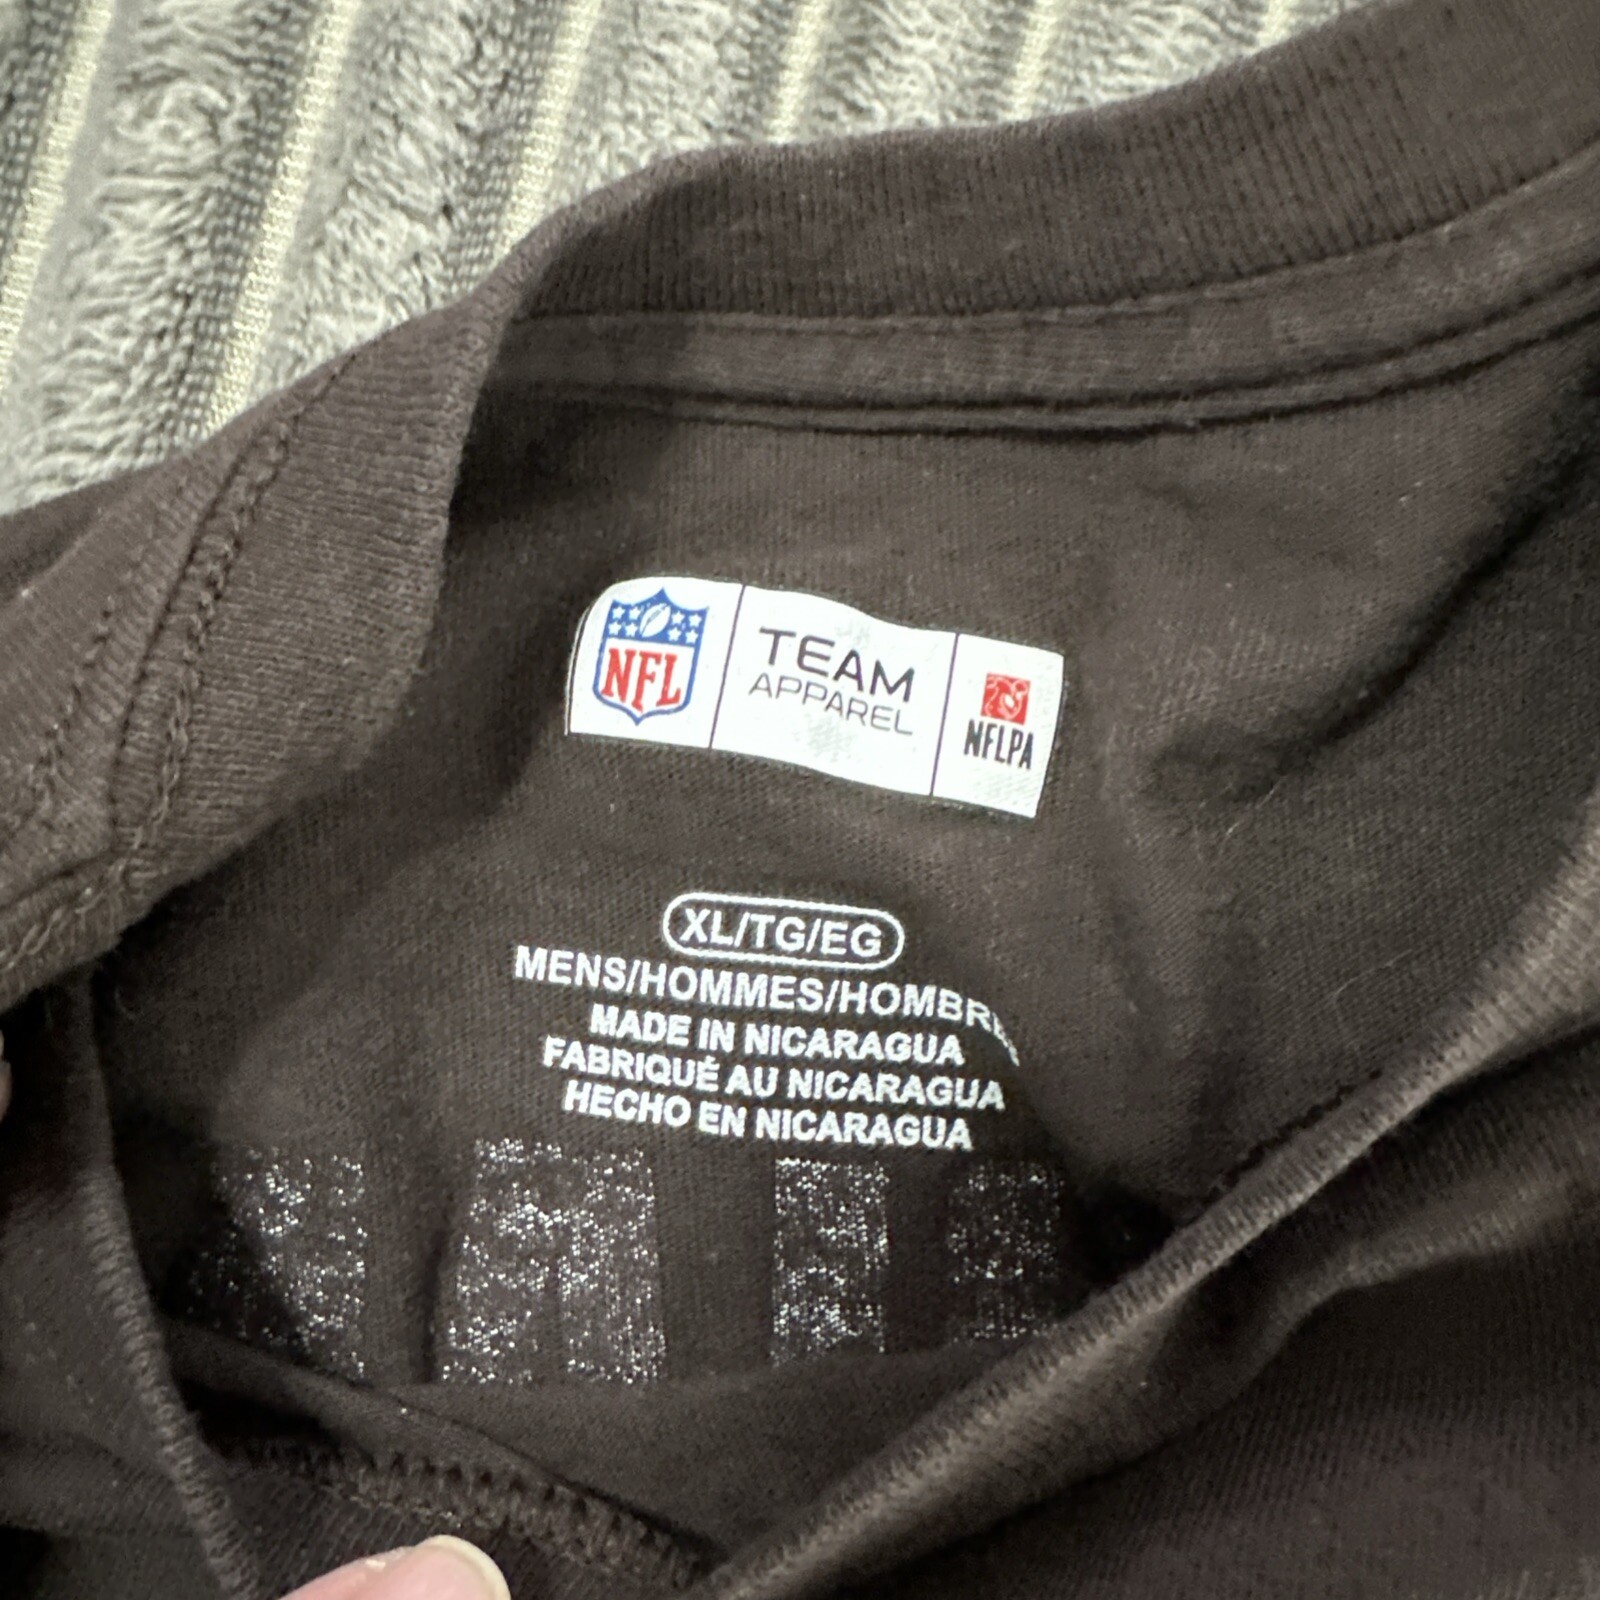 NFL
TEAM
APPAREL
NFLPA
XL/TG/EG
MENS/HOMMES/HOMBRES
MADE IN NICARAGUA
FABRIQUÉ AU NICARAGUA
HECHO EN NICARAGUA